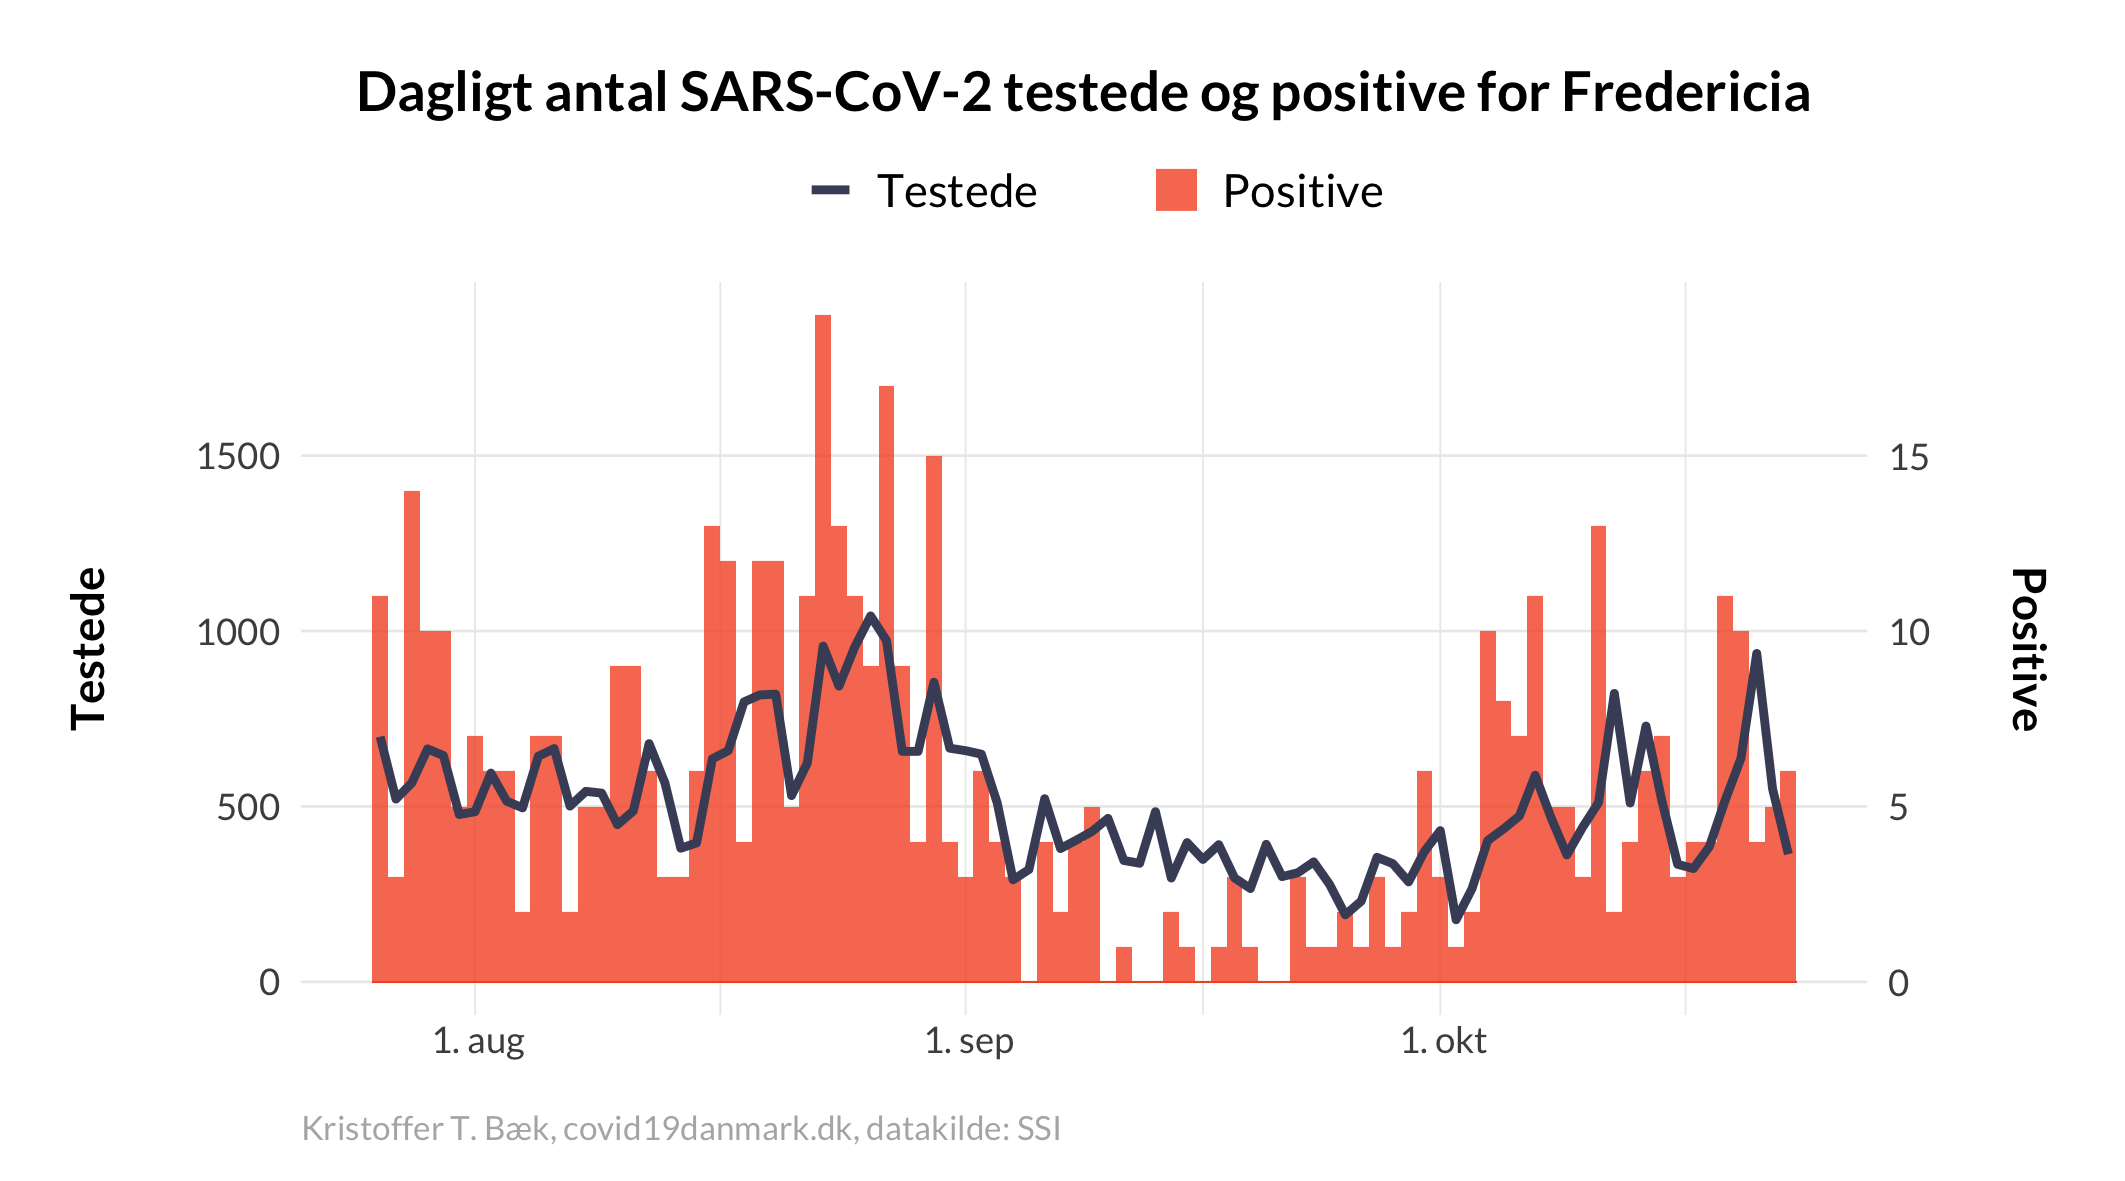 Dagligt antal SARS-CoV-2 testede og positive for Fredericia
Testede
Positive
1500
15
1000
10
500
5
0
0
Testede
Positive
1. aug
1. sep
1. okt
Kristoffer T. Bæk, covid19danmark.dk, datakilde: SSI